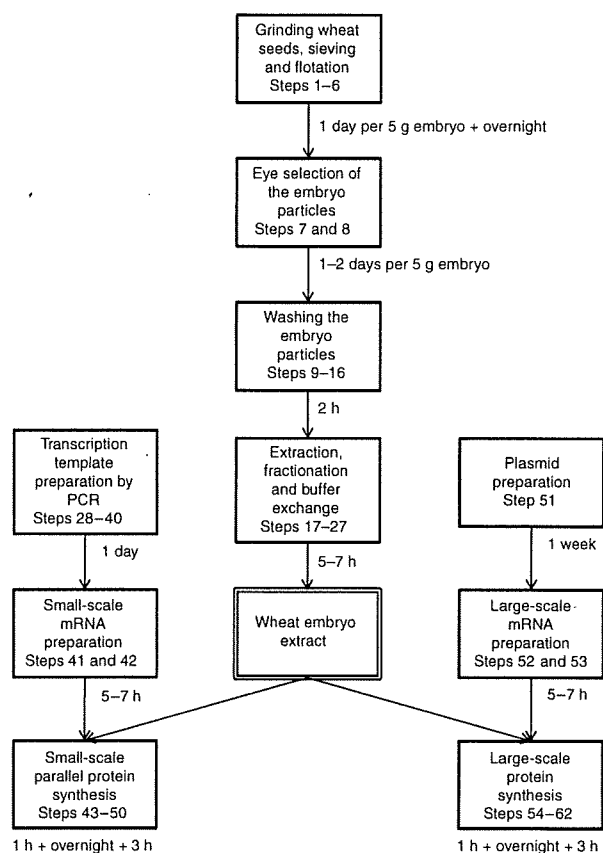 Grinding wheat
seeds, sieving
and flotation
Steps 1–6
1 day per 5 g embryo + overnight
Eye selection of
the embryo
particles
Steps 7 and 8
1–2 days per 5 g embryo
Washing the
embryo
particles
Steps 9–16
2 h
Transcription
template
preparation by
PCR
Steps 28–40
Extraction,
fractionation
and buffer
exchange
Steps 17–27
Plasmid
preparation
Step 51
1 day
5–7 h
1 week
Small-scale
mRNA
preparation
Steps 41 and 42
Wheat embryo
extract
Large-scale
mRNA
preparation
Steps 52 and 53
5–7 h
5–7 h
Small-scale
parallel protein
synthesis
Steps 43–50
Large-scale
protein
synthesis
Steps 54–62
1 h + overnight + 3 h
1 h + overnight + 3 h